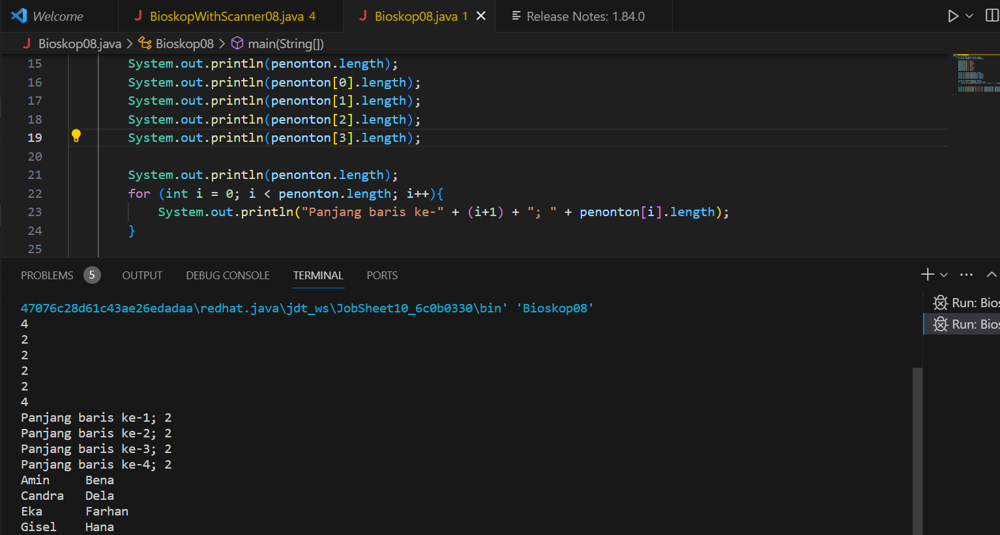 Welcome
BioskopWithScanner08.java 4
Bioskop08.java 1
Release Notes: 1.84.0
Bioskop08.java > Bioskop08 > main(String[])
15 System.out.println(penonton.length);
16 System.out.println(penonton[0].length);
17 System.out.println(penonton[1].length);
18 System.out.println(penonton[2].length);
19 System.out.println(penonton[3].length);
20
21 System.out.println(penonton.length);
22 for (int i = 0; i < penonton.length; i++){
23 System.out.println("Panjang baris ke-" + (i+1) + "; " + penonton[i].length);
24 }
25
PROBLEMS 5 OUTPUT DEBUG CONSOLE TERMINAL PORTS
47076c28d61c43ae26edadaa\redhat.java\jdt_ws\JobSheet10_6c0b0330\bin' 'Bioskop08'
4
2
2
2
2
4
Panjang baris ke-1; 2
Panjang baris ke-2; 2
Panjang baris ke-3; 2
Panjang baris ke-4; 2
Amin Bena
Candra Dela
Eka Farhan
Gisel Hana
Run: Bios
Run: Bios